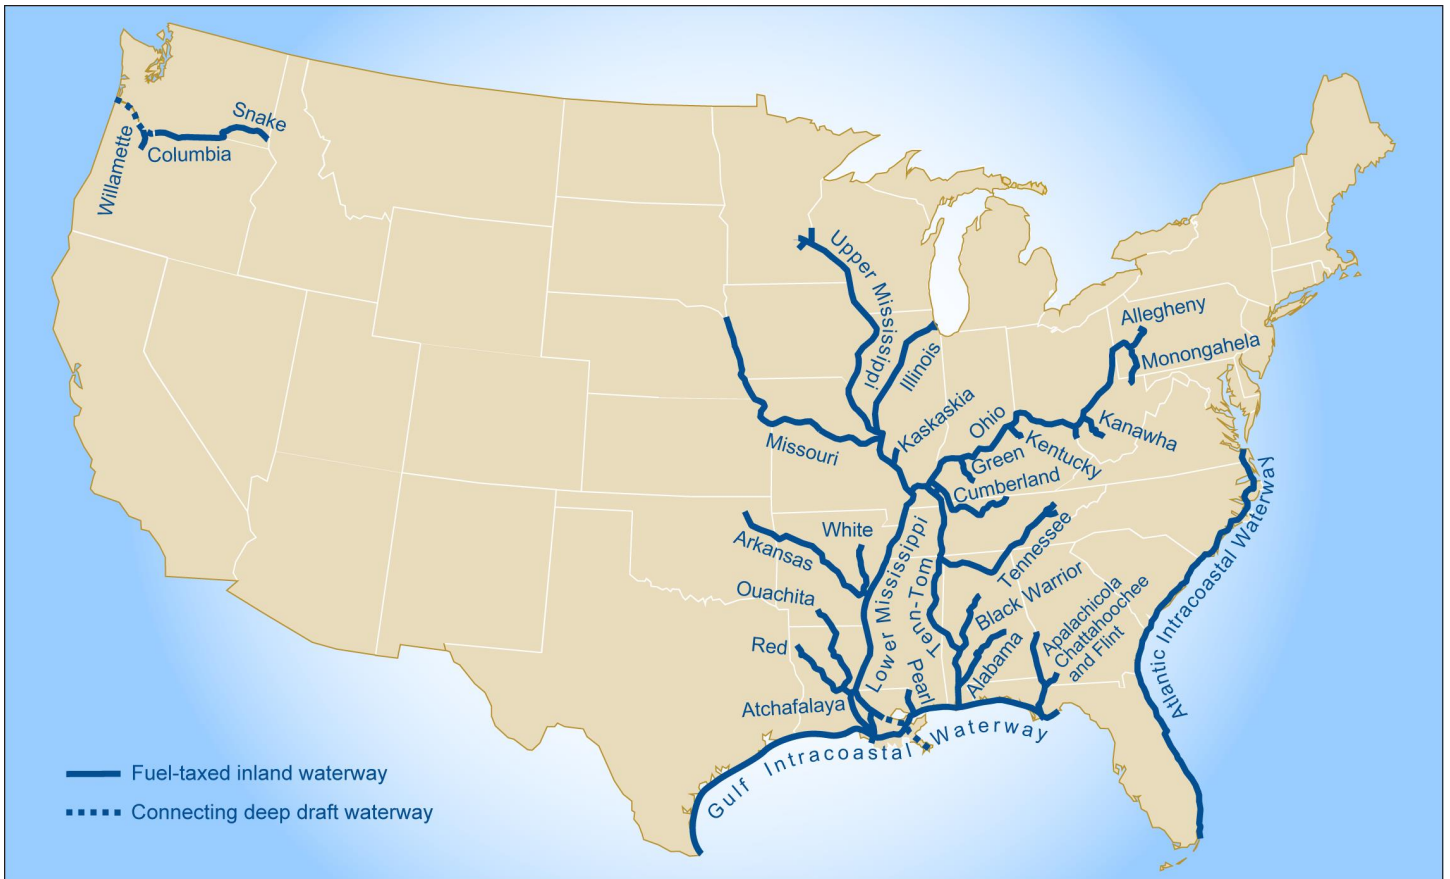 Snake
Willamette
Columbia
Upper Mississippi
Illinois
Allegheny
Monongahela
Kaskaskia
Ohio
Kanawha
Missouri
Kentucky
Green
Cumberland
White
Arkansas
Tennessee
Ouachita
Lower Mississippi
Tenn-Tom
Black Warrior
Apalachicola
Chattahoochee
and Flint
Red
Pearl
Alabama
Atchafalaya
Atlantic Intracoastal Waterway
Gulf Intracoastal Waterway
Fuel-taxed inland waterway
Connecting deep draft waterway